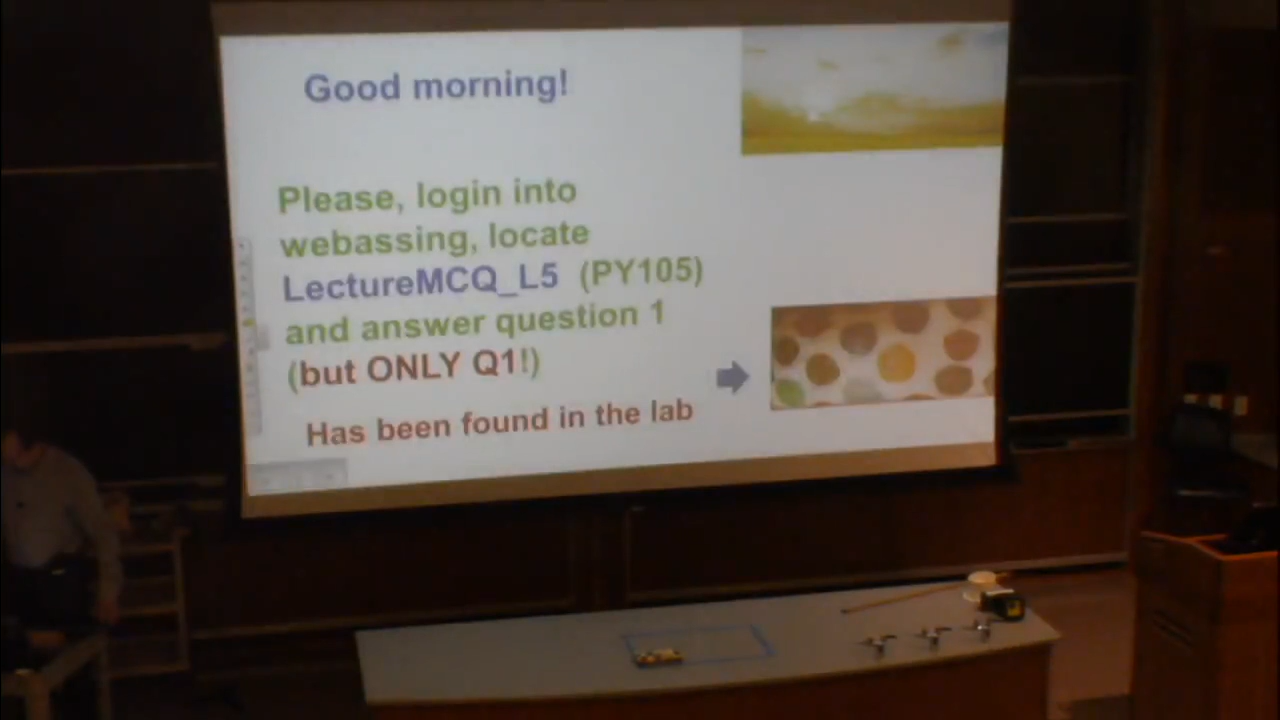 Good morning!
Please, login into
webassing, locate
LectureMCQ_L5 (PY105)
and answer question 1
(but ONLY Q1!)
Has been found in the lab